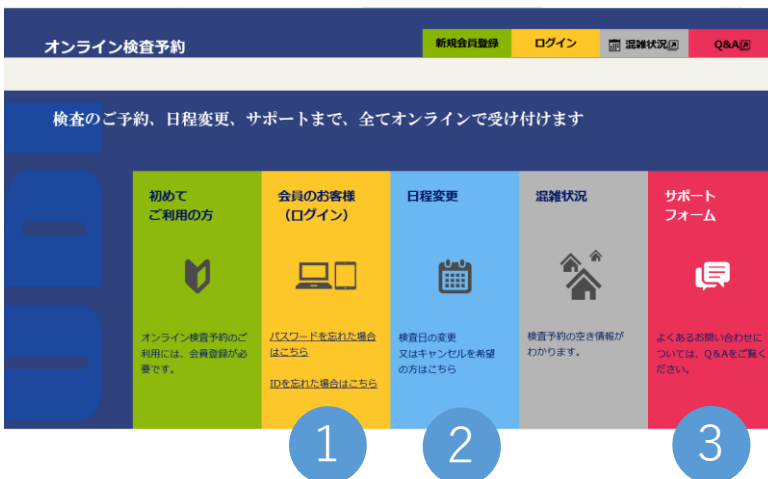 オンライン検査予約
新規会員登録
ログイン
混雑状況
Q&A
検査のご予約、日程変更、サポートまで、全てオンラインで受け付けます
初めて
ご利用の方
オンライン検査予約のご
利用には、会員登録が必
要です。
会員のお客様
（ログイン）
パスワードを忘れた場合
はこちら
IDを忘れた場合はこちら
1
日程変更
検査日の変更
又はキャンセルを希望
の方はこちら
2
混雑状況
検査予約の空き情報が
わかります。
サポート
フォーム
よくあるお問い合わせに
ついては、Q&Aをご覧く
ださい。
3